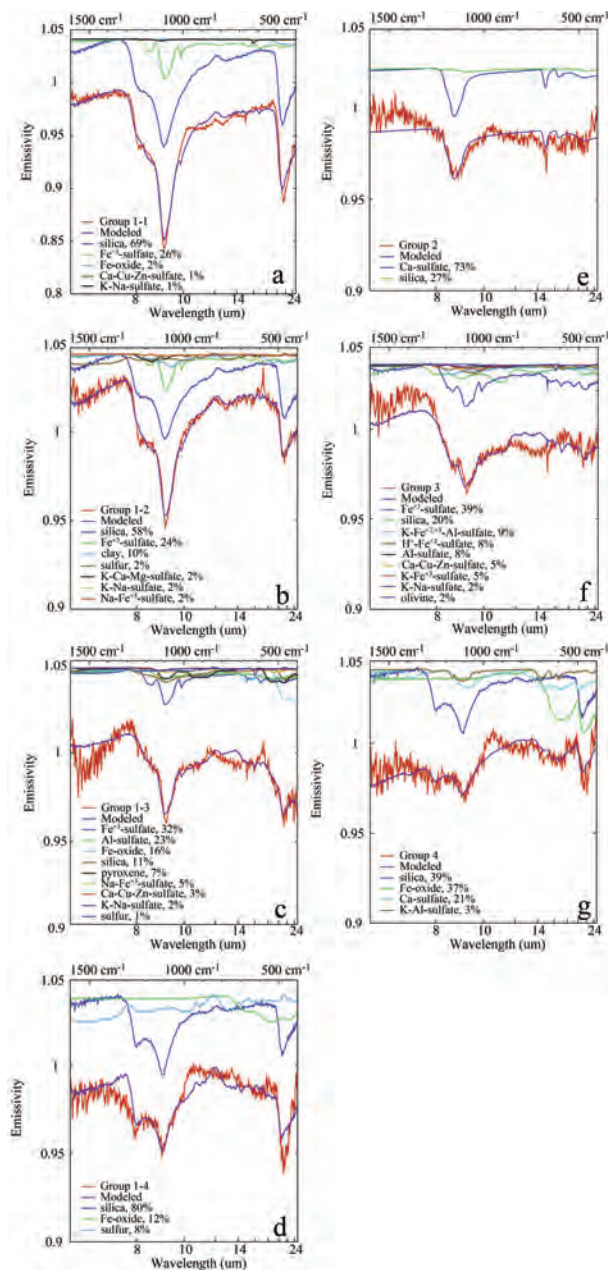 1500 cm-1 1000 cm-1 500 cm-1
1.05
1
0.95
0.9
0.85
0.8
Emissivity
Group 1-1
Modeled
silica, 69%
Fe+3-sulfate, 26%
Fe-oxide, 2%
Ca-Cu-Zn-sulfate, 1%
K-Na-sulfate, 1%
a
8 10 14 24
Wavelength (um)
1500 cm-1 1000 cm-1 500 cm-1
1.05
1
0.95
0.9
Emissivity
Group 1-2
Modeled
silica, 58%
Fe+3-sulfate, 24%
clay, 10%
sulfur, 2%
K-Ca-Mg-sulfate, 2%
K-Na-sulfate, 2%
Na-Fe+3-sulfate, 2%
b
8 10 14 24
Wavelength (um)
1500 cm-1 1000 cm-1 500 cm-1
1.05
1
0.95
0.9
Emissivity
Group 1-3
Modeled
Fe+3-sulfate, 32%
Al-sulfate, 23%
Fe-oxide, 16%
silica, 11%
pyroxene, 7%
Na-Fe+3-sulfate, 5%
Ca-Cu-Zn-sulfate, 3%
K-Na-sulfate, 2%
sulfur, 1%
c
8 10 14 24
Wavelength (um)
1500 cm-1 1000 cm-1 500 cm-1
1.05
1
0.95
Emissivity
Group 1-4
Modeled
silica, 80%
Fe-oxide, 12%
sulfur, 8%
d
8 10 14 24
Wavelength (um)
1500 cm-1 1000 cm-1 500 cm-1
1.05
1
0.95
0.9
Emissivity
Group 2
Modeled
Ca-sulfate, 73%
silica, 27%
e
8 10 14 24
Wavelength (um)
1500 cm-1 1000 cm-1 500 cm-1
1.05
1
0.95
0.9
Emissivity
Group 3
Modeled
Fe+3-sulfate, 39%
silica, 20%
K-Fe+2/+3-Al-sulfate, 9%
H+-Fe+3-sulfate, 8%
Al-sulfate, 8%
Ca-Cu-Zn-sulfate, 5%
K-Fe+3-sulfate, 5%
K-Na-sulfate, 2%
olivine, 2%
f
8 10 14 24
Wavelength (um)
1500 cm-1 1000 cm-1 500 cm-1
1.05
1
0.95
0.9
Emissivity
Group 4
Modeled
silica, 39%
Fe-oxide, 37%
Ca-sulfate, 21%
K-Al-sulfate, 3%
g
8 10 14 24
Wavelength (um)